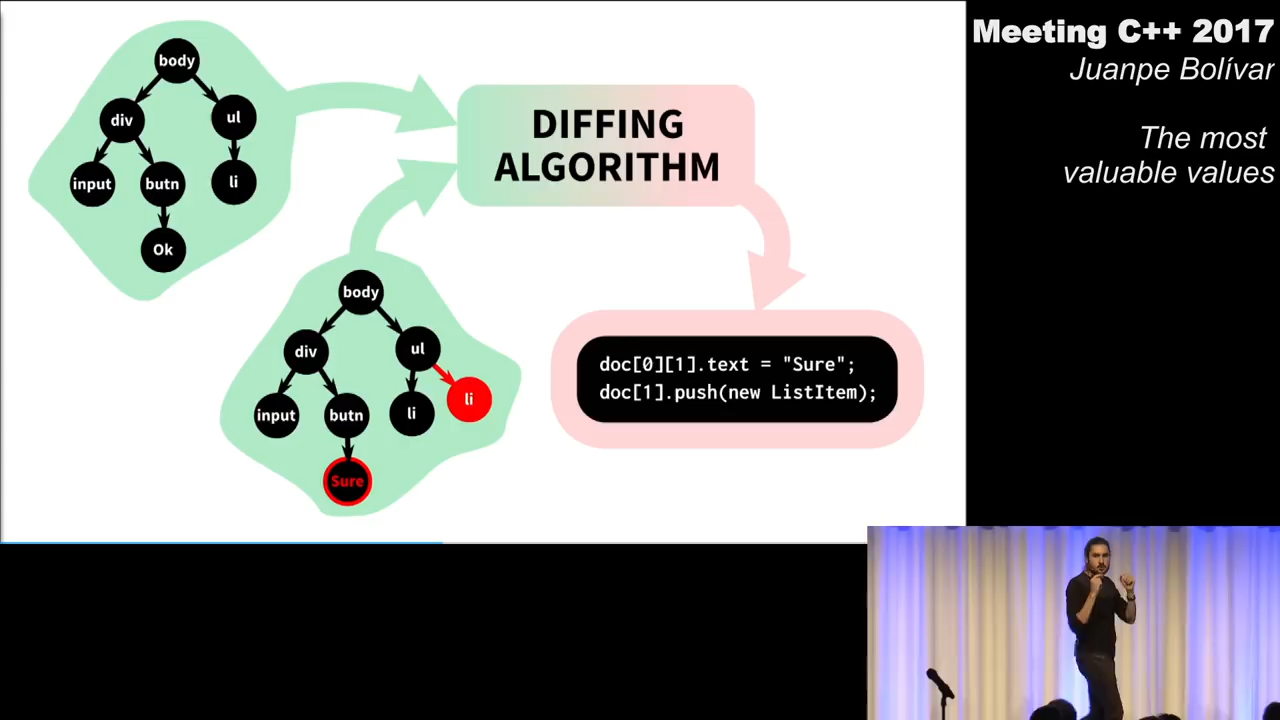 body
div
ul
input
butn
li
Ok
DIFFING
ALGORITHM
body
div
ul
input
butn
li
li
Sure
doc[0][1].text = "Sure";
doc[1].push(new ListItem);
Meeting C++ 2017
Juanpe Bolívar
The most
valuable values